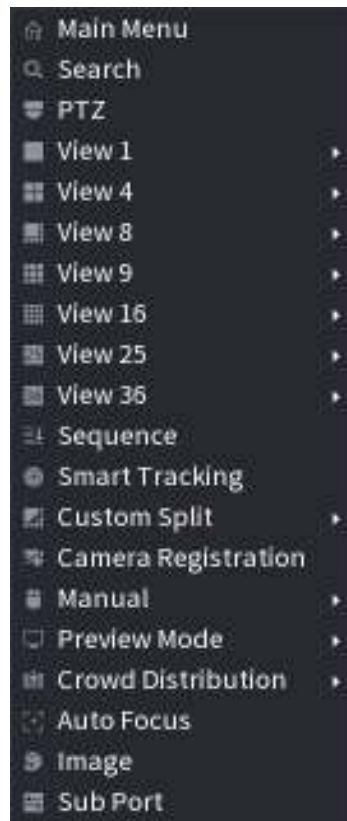 Main Menu
Search
PTZ
View 1
View 4
View 8
View 9
View 16
View 25
View 36
Sequence
Smart Tracking
Custom Split
Camera Registration
Manual
Preview Mode
Crowd Distribution
Auto Focus
Image
Sub Port